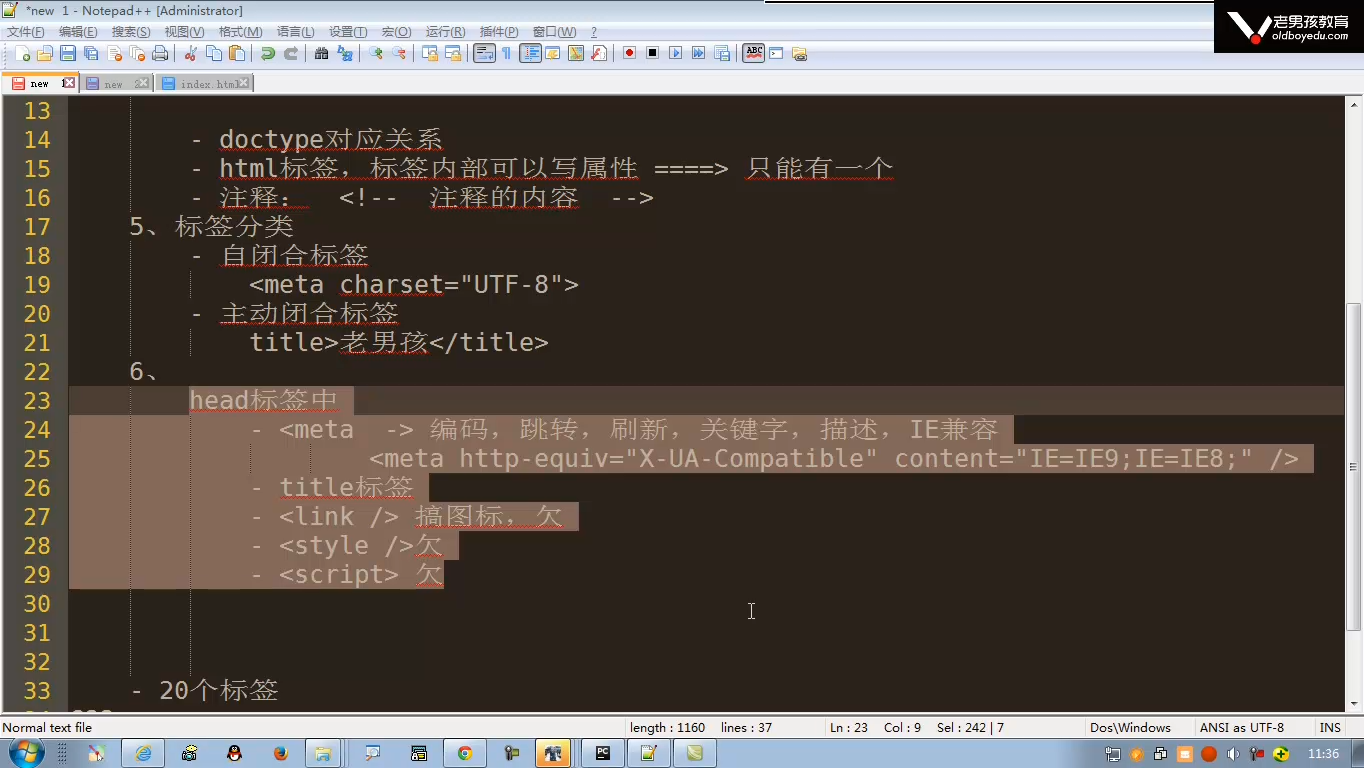 *new 1 - Notepad++ [Administrator]
老男孩教育
oldboyedu.com
文件(F) 编辑(E) 搜索(S) 视图(V) 格式(M) 语言(L) 设置(T) 宏(O) 运行(R) 插件(P) 窗口(W) ?
new 1 new 2 index.html
13
14 - doctype对应关系
15 - html标签，标签内部可以写属性 ====> 只能有一个
16 - 注释： <!-- 注释的内容 -->
17 5、标签分类
18 - 自闭合标签
19 <meta charset="UTF-8">
20 - 主动闭合标签
21 title>老男孩</title>
22 6、
23 head标签中
24 - <meta -> 编码，跳转，刷新，关键字，描述，IE兼容
25 <meta http-equiv="X-UA-Compatible" content="IE=IE9;IE=IE8;" />
26 - title标签
27 - <link /> 搞图标，欠
28 - <style />欠
29 - <script> 欠
30
31
32
33 - 20个标签
Normal text file length : 1160 lines : 37 Ln : 23 Col : 9 Sel : 242 | 7 Dos\Windows ANSI as UTF-8 INS
11:36